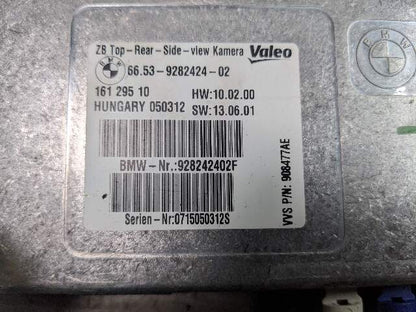 ZB Top-Rear-Side-view Kamera Valeo
66.53-9282424-02
161 295 10 HW:10.02.00
HUNGARY 050312 SW:13.06.01
BMW-Nr.:928242402F
Serien-Nr:0715050312S
VVS P/N: 908477AE
BMW